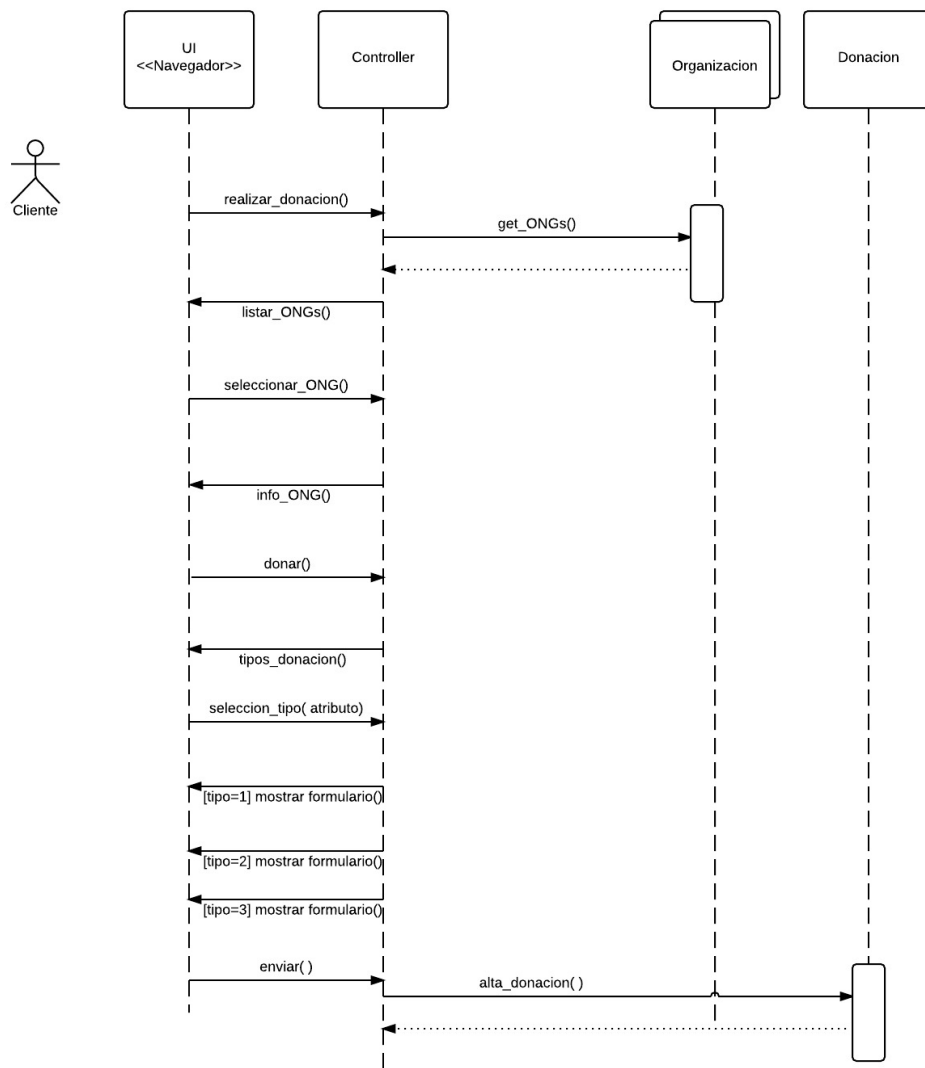 UI
<<Navegador>>
Controller
Organizacion
Donacion
Cliente
realizar_donacion()
get_ONGs()
listar_ONGs()
seleccionar_ONG()
info_ONG()
donar()
tipos_donacion()
seleccion_tipo( atributo)
[tipo=1] mostrar formulario()
[tipo=2] mostrar formulario()
[tipo=3] mostrar formulario()
enviar( )
alta_donacion( )